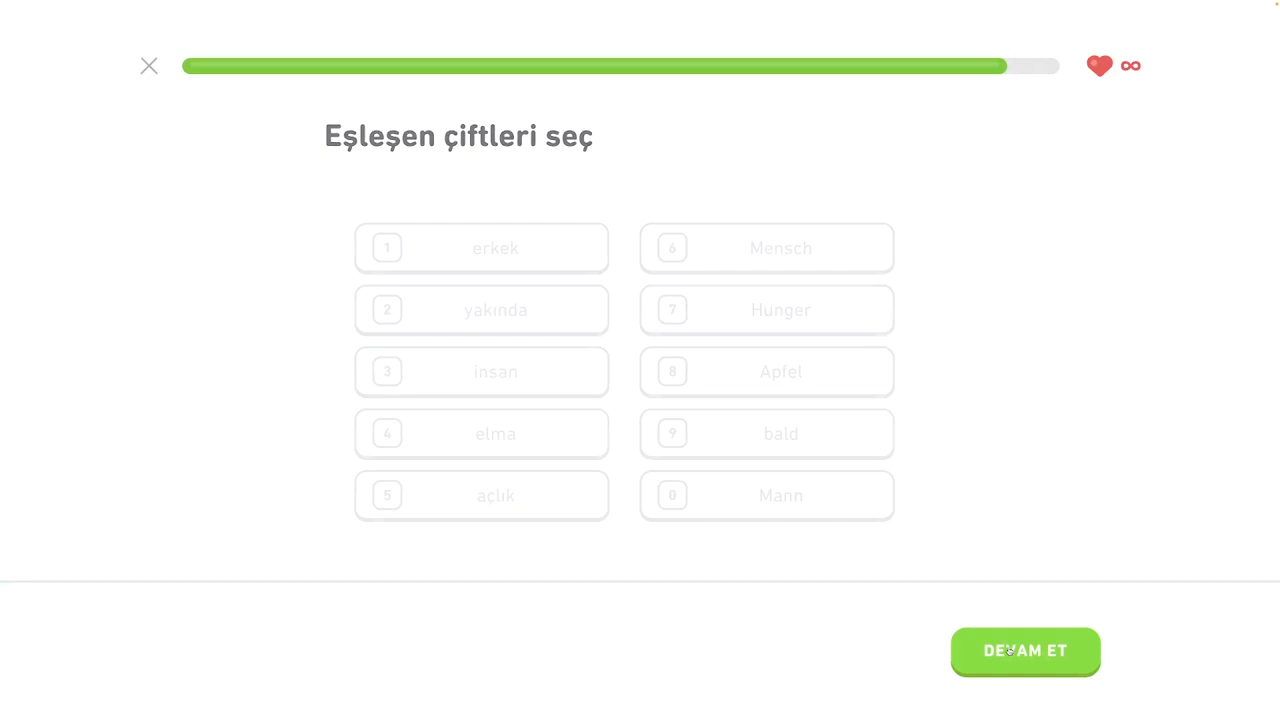 Eşleşen çiftleri seç
1 erkek
6 Mensch
2 yakında
7 Hunger
3 insan
8 Apfel
4 elma
9 bald
5 açlık
0 Mann
DEVAM ET